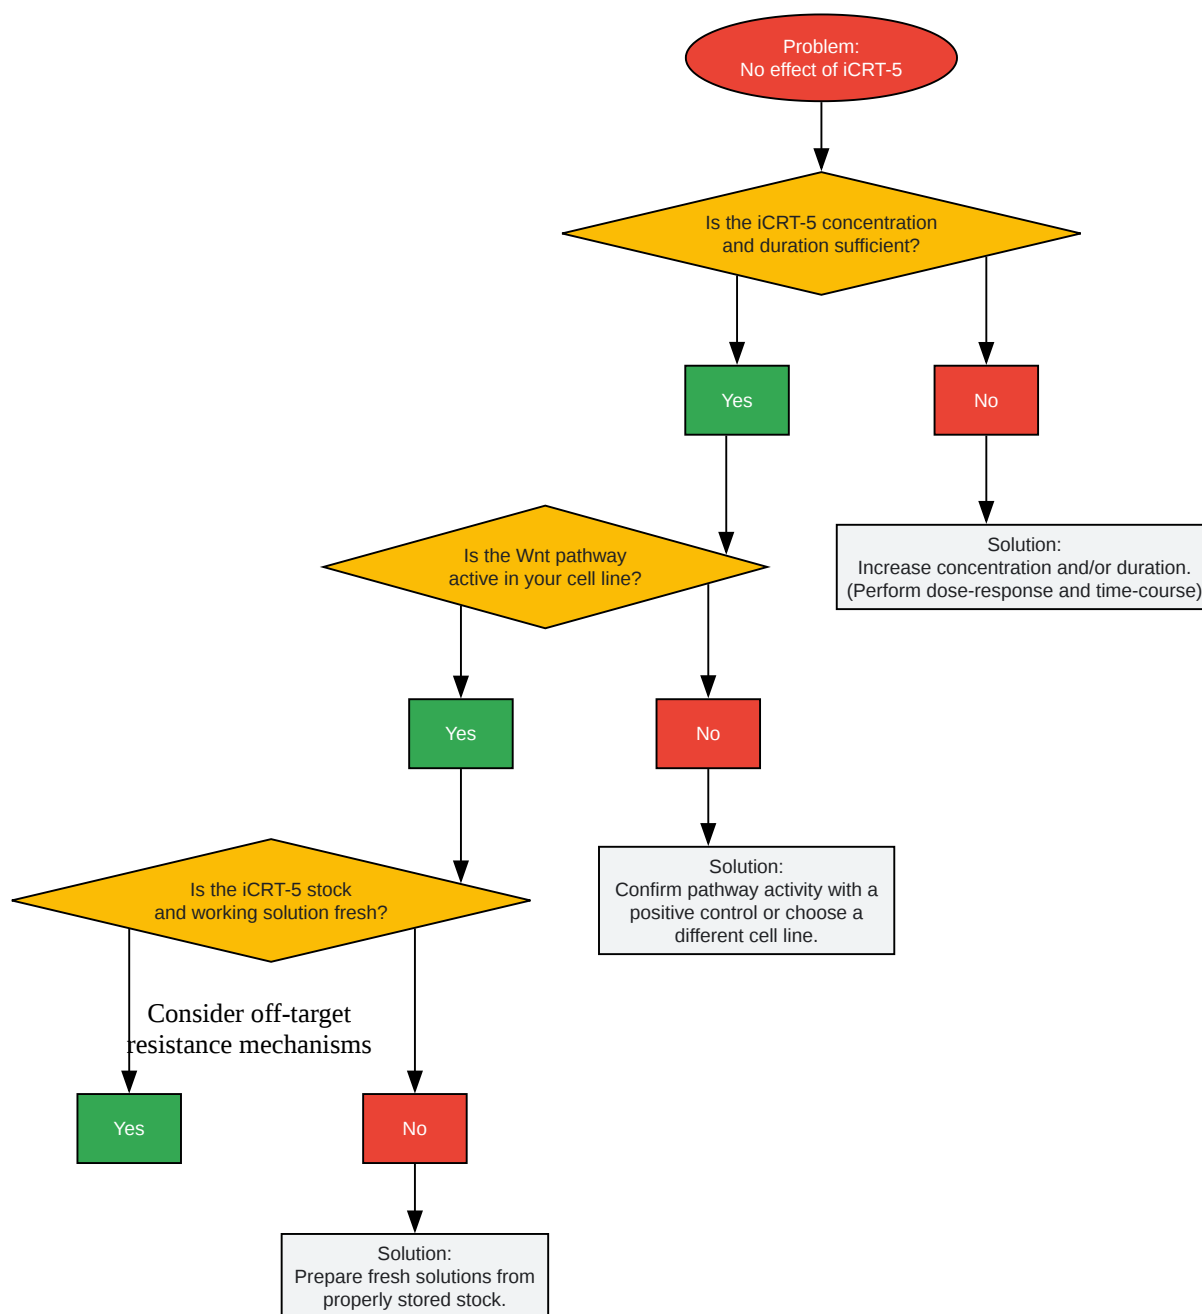 Problem:
No effect of iCRT-5
Is the iCRT-5 concentration
and duration sufficient?
Yes
No
Solution:
Increase concentration and/or duration.
(Perform dose-response and time-course)
Is the Wnt pathway
active in your cell line?
Yes
No
Solution:
Confirm pathway activity with a
positive control or choose a
different cell line.
Is the iCRT-5 stock
and working solution fresh?
Consider off-target
resistance mechanisms
Yes
No
Solution:
Prepare fresh solutions from
properly stored stock.